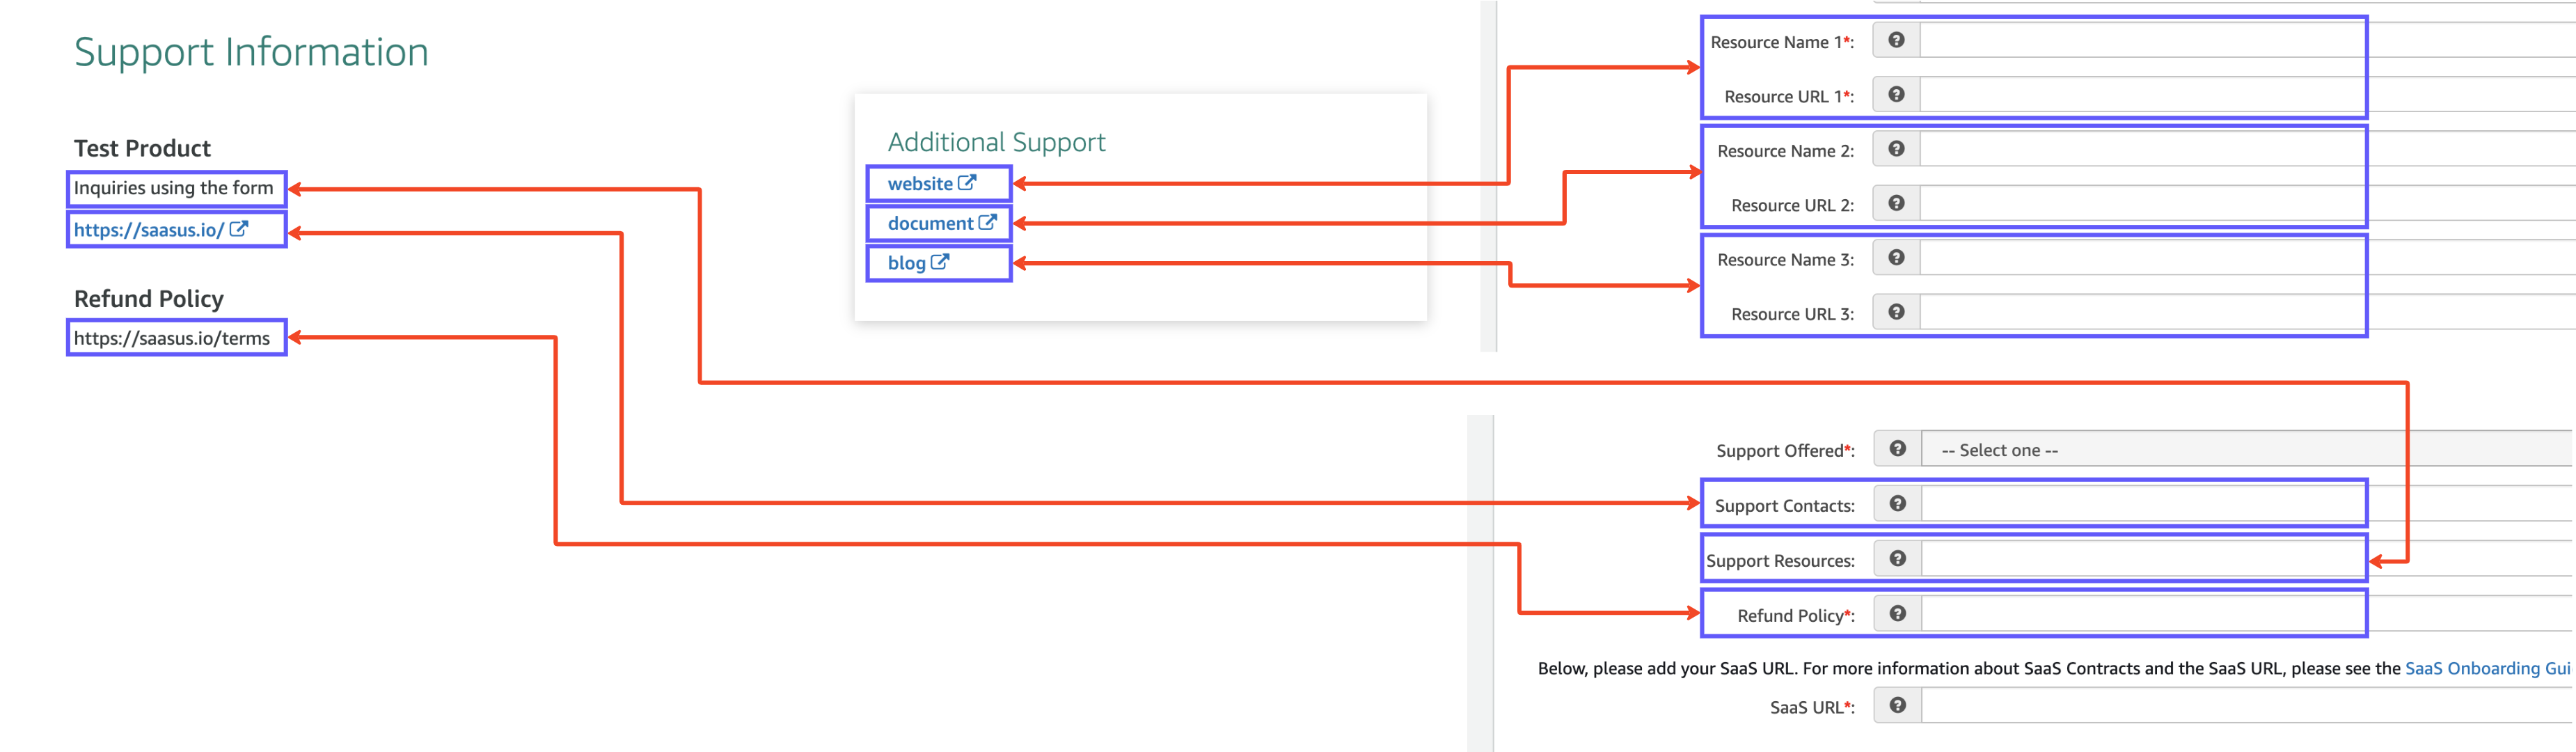 Support Information
Test Product
Inquiries using the form
https://saasus.io/
Refund Policy
https://saasus.io/terms
Additional Support
website
document
blog
Resource Name 1*:
Resource URL 1*:
Resource Name 2:
Resource URL 2:
Resource Name 3:
Resource URL 3:
Support Offered*:
-- Select one --
Support Contacts:
Support Resources:
Refund Policy*:
Below, please add your SaaS URL. For more information about SaaS Contracts and the SaaS URL, please see the SaaS Onboarding Gui
SaaS URL*: